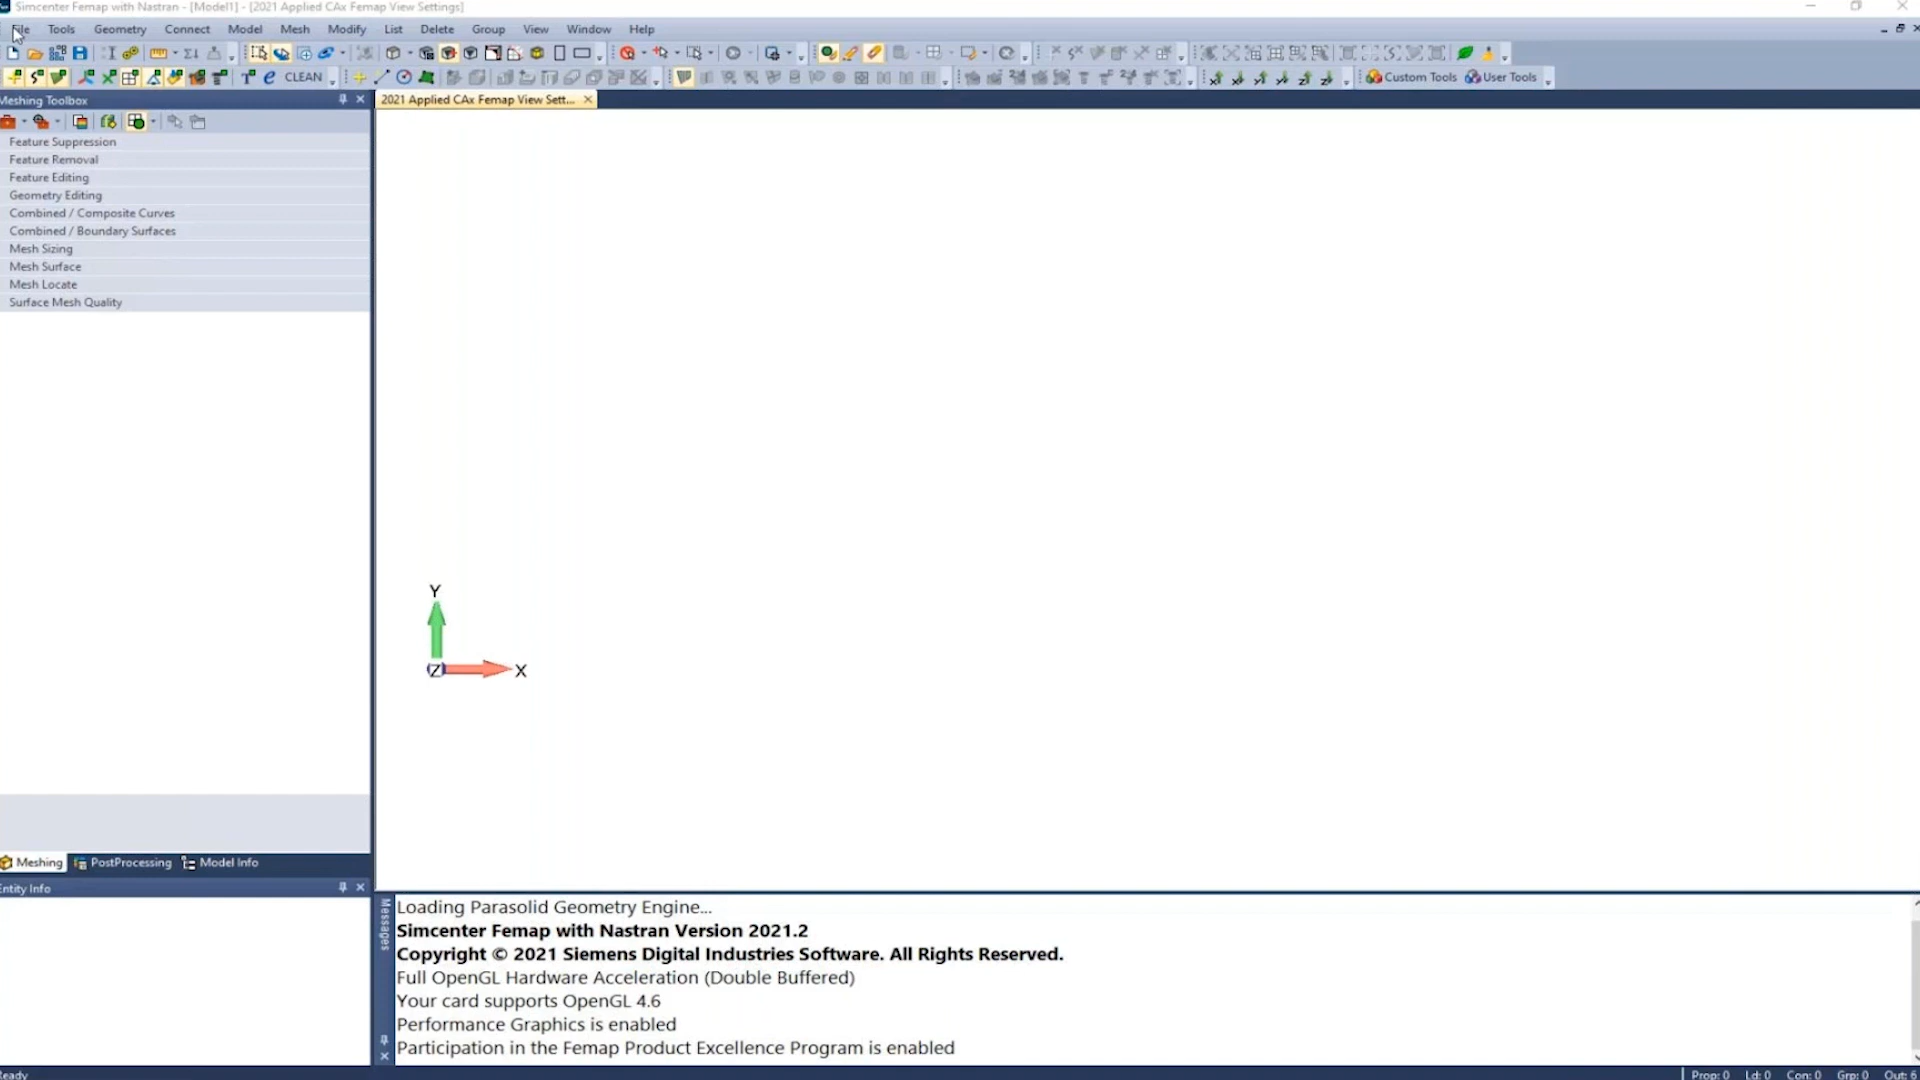 Simcenter Femap with Nastran - [Model1] - [2021 Applied CAx Femap View Settings]
File Tools Geometry Connect Model Mesh Modify List Delete Group View Window Help
CLEAN Custom Tools User Tools
Meshing Toolbox
2021 Applied CAx Femap View Sett...
Feature Suppression
Feature Removal
Feature Editing
Geometry Editing
Combined / Composite Curves
Combined / Boundary Surfaces
Mesh Sizing
Mesh Surface
Mesh Locate
Surface Mesh Quality
Y
Z X
Meshing PostProcessing Model Info
Entity Info
Messages
Loading Parasolid Geometry Engine...
Simcenter Femap with Nastran Version 2021.2
Copyright © 2021 Siemens Digital Industries Software. All Rights Reserved.
Full OpenGL Hardware Acceleration (Double Buffered)
Your card supports OpenGL 4.6
Performance Graphics is enabled
Participation in the Femap Product Excellence Program is enabled
Ready Prop: 0 Ld: 0 Con: 0 Grp: 0 Out: 6